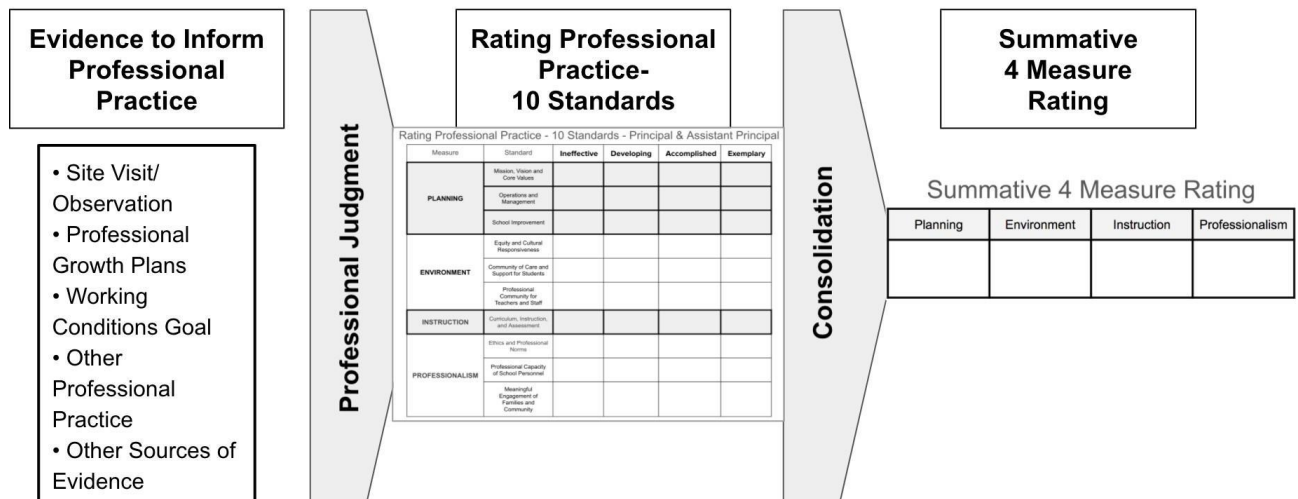 Evidence to Inform
Professional
Practice
• Site Visit/
Observation
• Professional
Growth Plans
• Working
Conditions Goal
• Other
Professional
Practice
• Other Sources of
Evidence
Professional Judgment
Rating Professional
Practice-
10 Standards
Rating Professional Practice - 10 Standards - Principal & Assistant Principal
Measure Standard Ineffective Developing Accomplished Exemplary
PLANNING
Mission, Vision and
Core Values
Operations and
Management
School Improvement
ENVIRONMENT
Equity and Cultural
Responsiveness
Community of Care and
Support for Students
Professional
Community for
Teachers and Staff
INSTRUCTION
Curriculum, Instruction,
and Assessment
PROFESSIONALISM
Ethics and Professional
Norms
Professional Capacity
of School Personnel
Meaningful
Engagement of
Families and
Community
Consolidation
Summative
4 Measure
Rating
Summative 4 Measure Rating
Planning Environment Instruction Professionalism